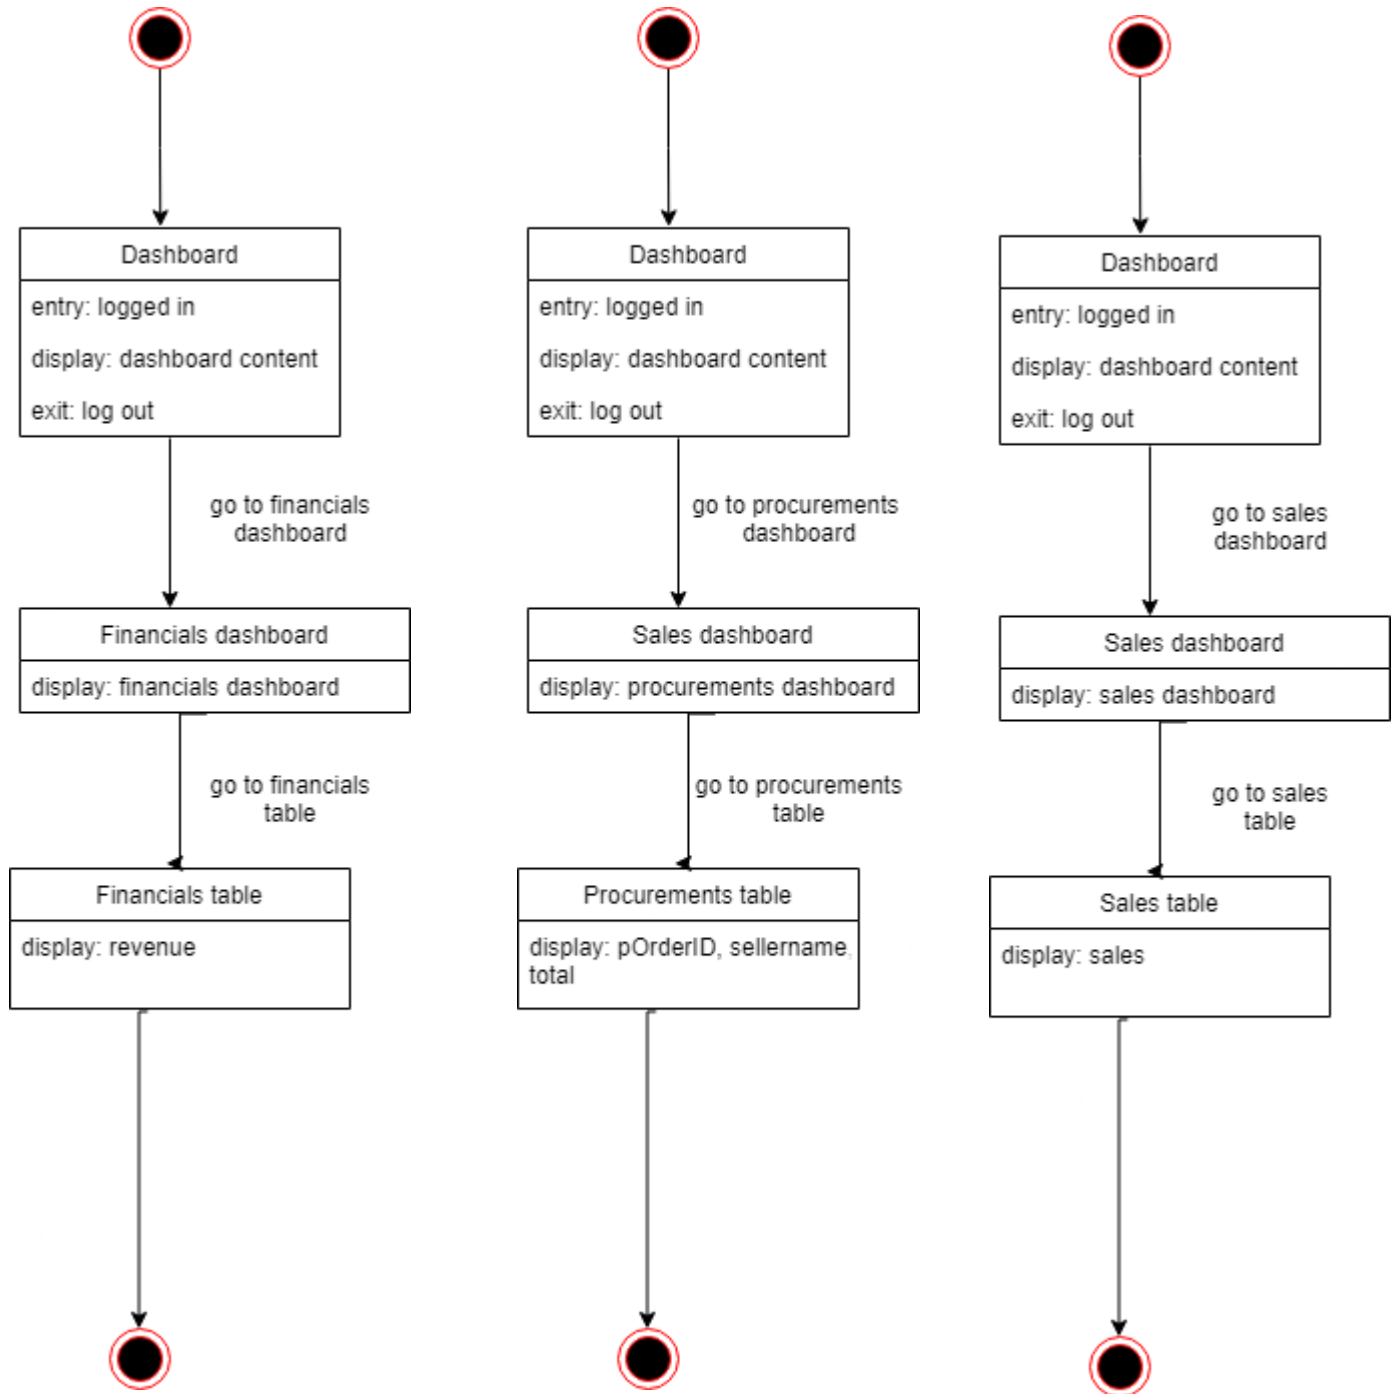 Dashboard
entry: logged in
display: dashboard content
exit: log out
go to financials
dashboard
Financials dashboard
display: financials dashboard
go to financials
table
Financials table
display: revenue
Dashboard
entry: logged in
display: dashboard content
exit: log out
go to procurements
dashboard
Sales dashboard
display: procurements dashboard
go to procurements
table
Procurements table
display: pOrderID, sellername,
total
Dashboard
entry: logged in
display: dashboard content
exit: log out
go to sales
dashboard
Sales dashboard
display: sales dashboard
go to sales
table
Sales table
display: sales